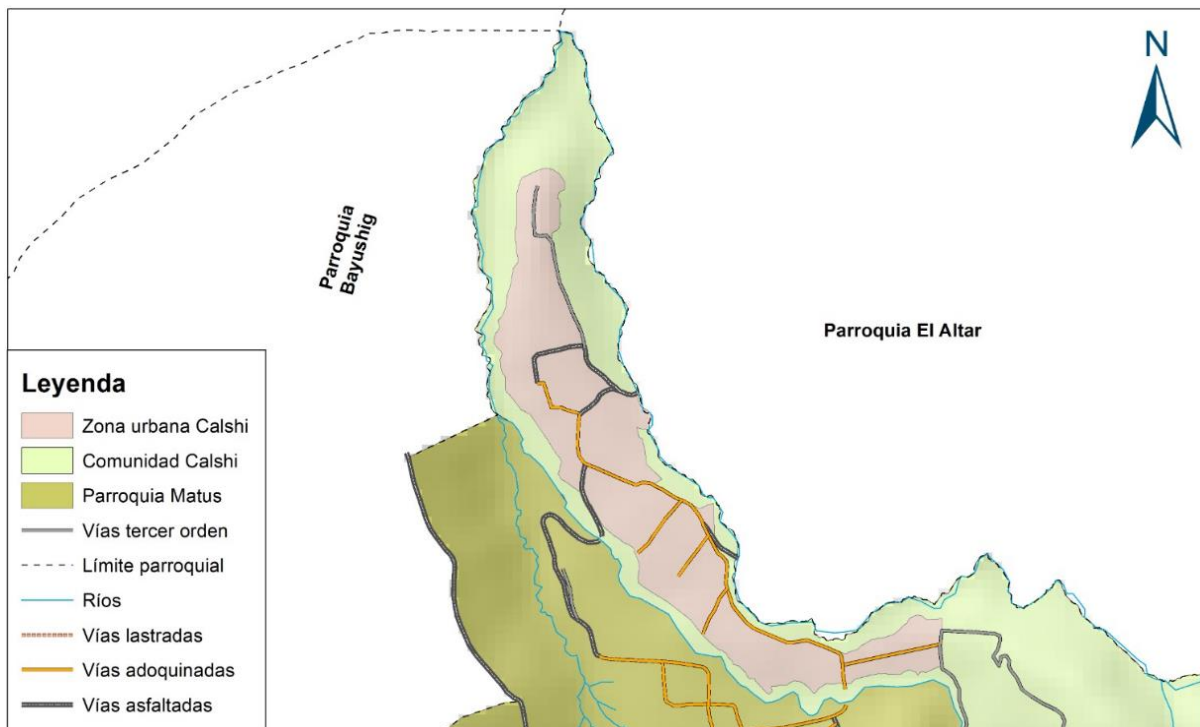 N
Parroquia
Bayushig
Parroquia El Altar
Leyenda
Zona urbana Calshi
Comunidad Calshi
Parroquia Matus
Vías tercer orden
Límite parroquial
Ríos
Vías lastradas
Vías adoquinadas
Vías asfaltadas